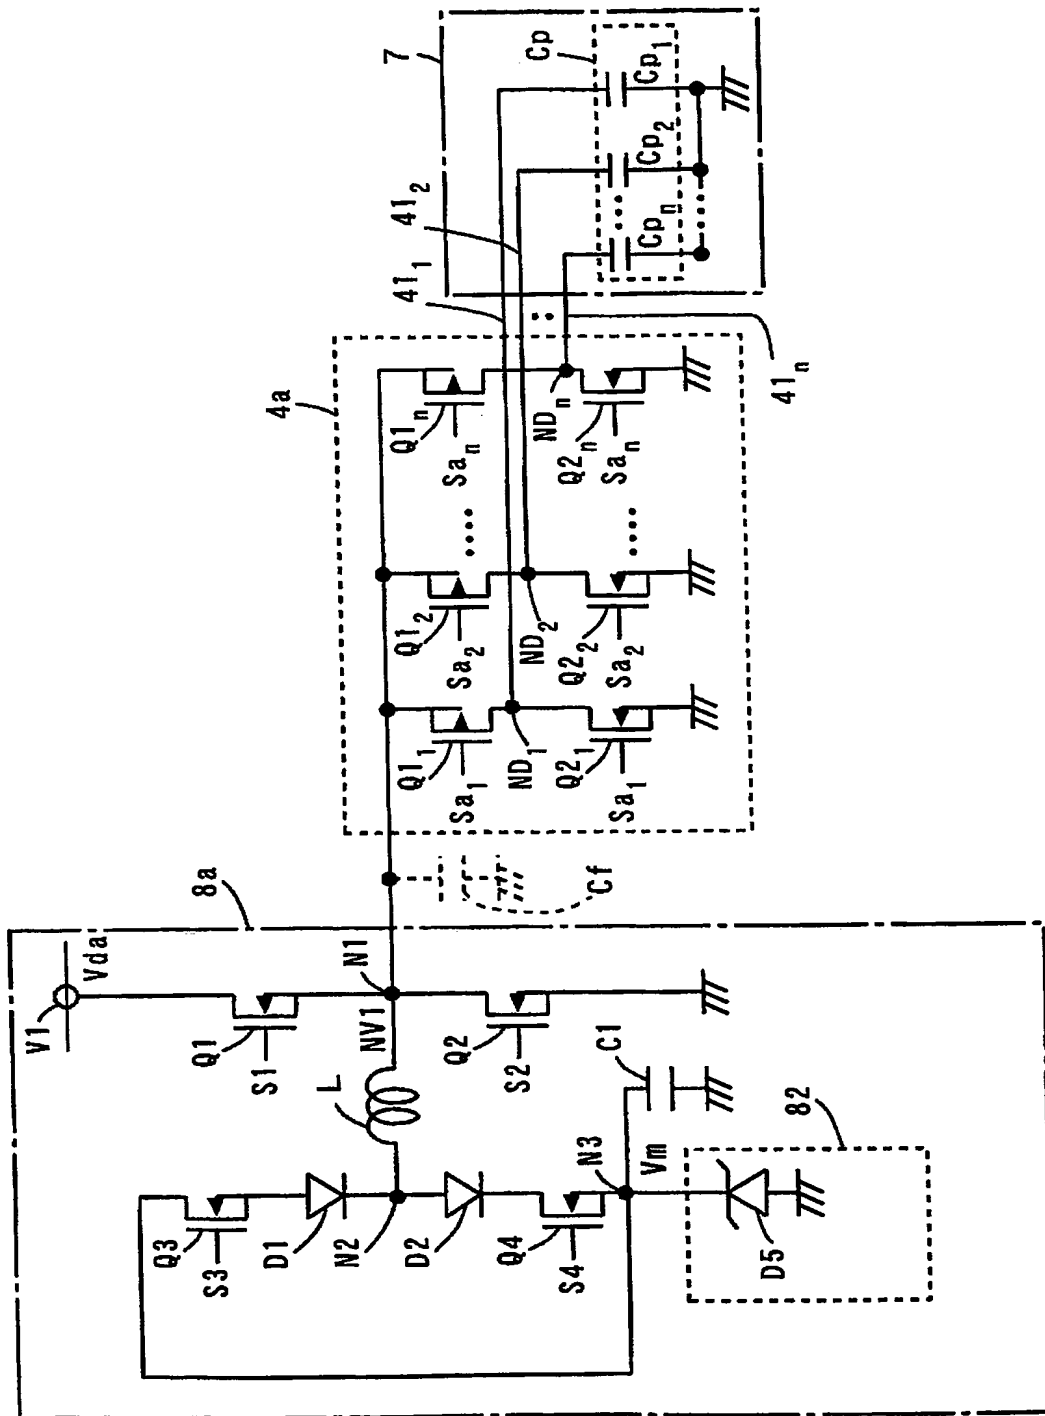 7
Cp
Cp1
Cp2
Cpn
412
411
41n
4a
Q1n
San
NDn
Q2n
San
Q12
Sa2
ND2
Q22
Sa2
Q11
Sa1
ND1
Q21
Sa1
Cf
8a
V1
Vda
Q1
S1
N1
NV1
L
Q2
S2
C1
Q3
S3
D1
N2
D2
Q4
S4
N3
Vm
82
D5